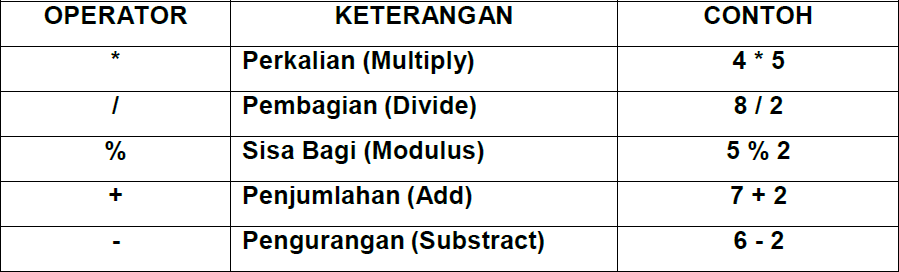 OPERATOR KETERANGAN CONTOH
* Perkalian (Multiply) 4 * 5
/ Pembagian (Divide) 8 / 2
% Sisa Bagi (Modulus) 5 % 2
+ Penjumlahan (Add) 7 + 2
- Pengurangan (Substract) 6 - 2